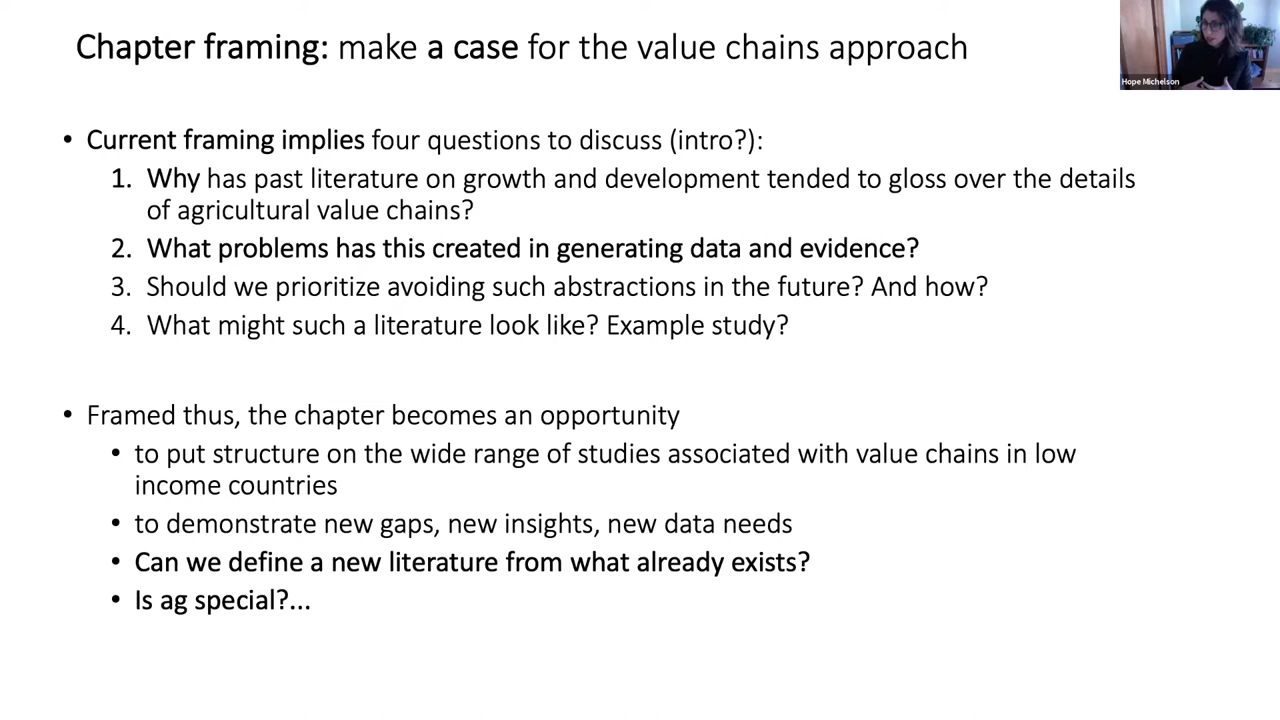 Chapter framing: make a case for the value chains approach
Hope Michelson
• Current framing implies four questions to discuss (intro?):
1. Why has past literature on growth and development tended to gloss over the details
of agricultural value chains?
2. What problems has this created in generating data and evidence?
3. Should we prioritize avoiding such abstractions in the future? And how?
4. What might such a literature look like? Example study?
• Framed thus, the chapter becomes an opportunity
• to put structure on the wide range of studies associated with value chains in low
income countries
• to demonstrate new gaps, new insights, new data needs
• Can we define a new literature from what already exists?
• Is ag special?...